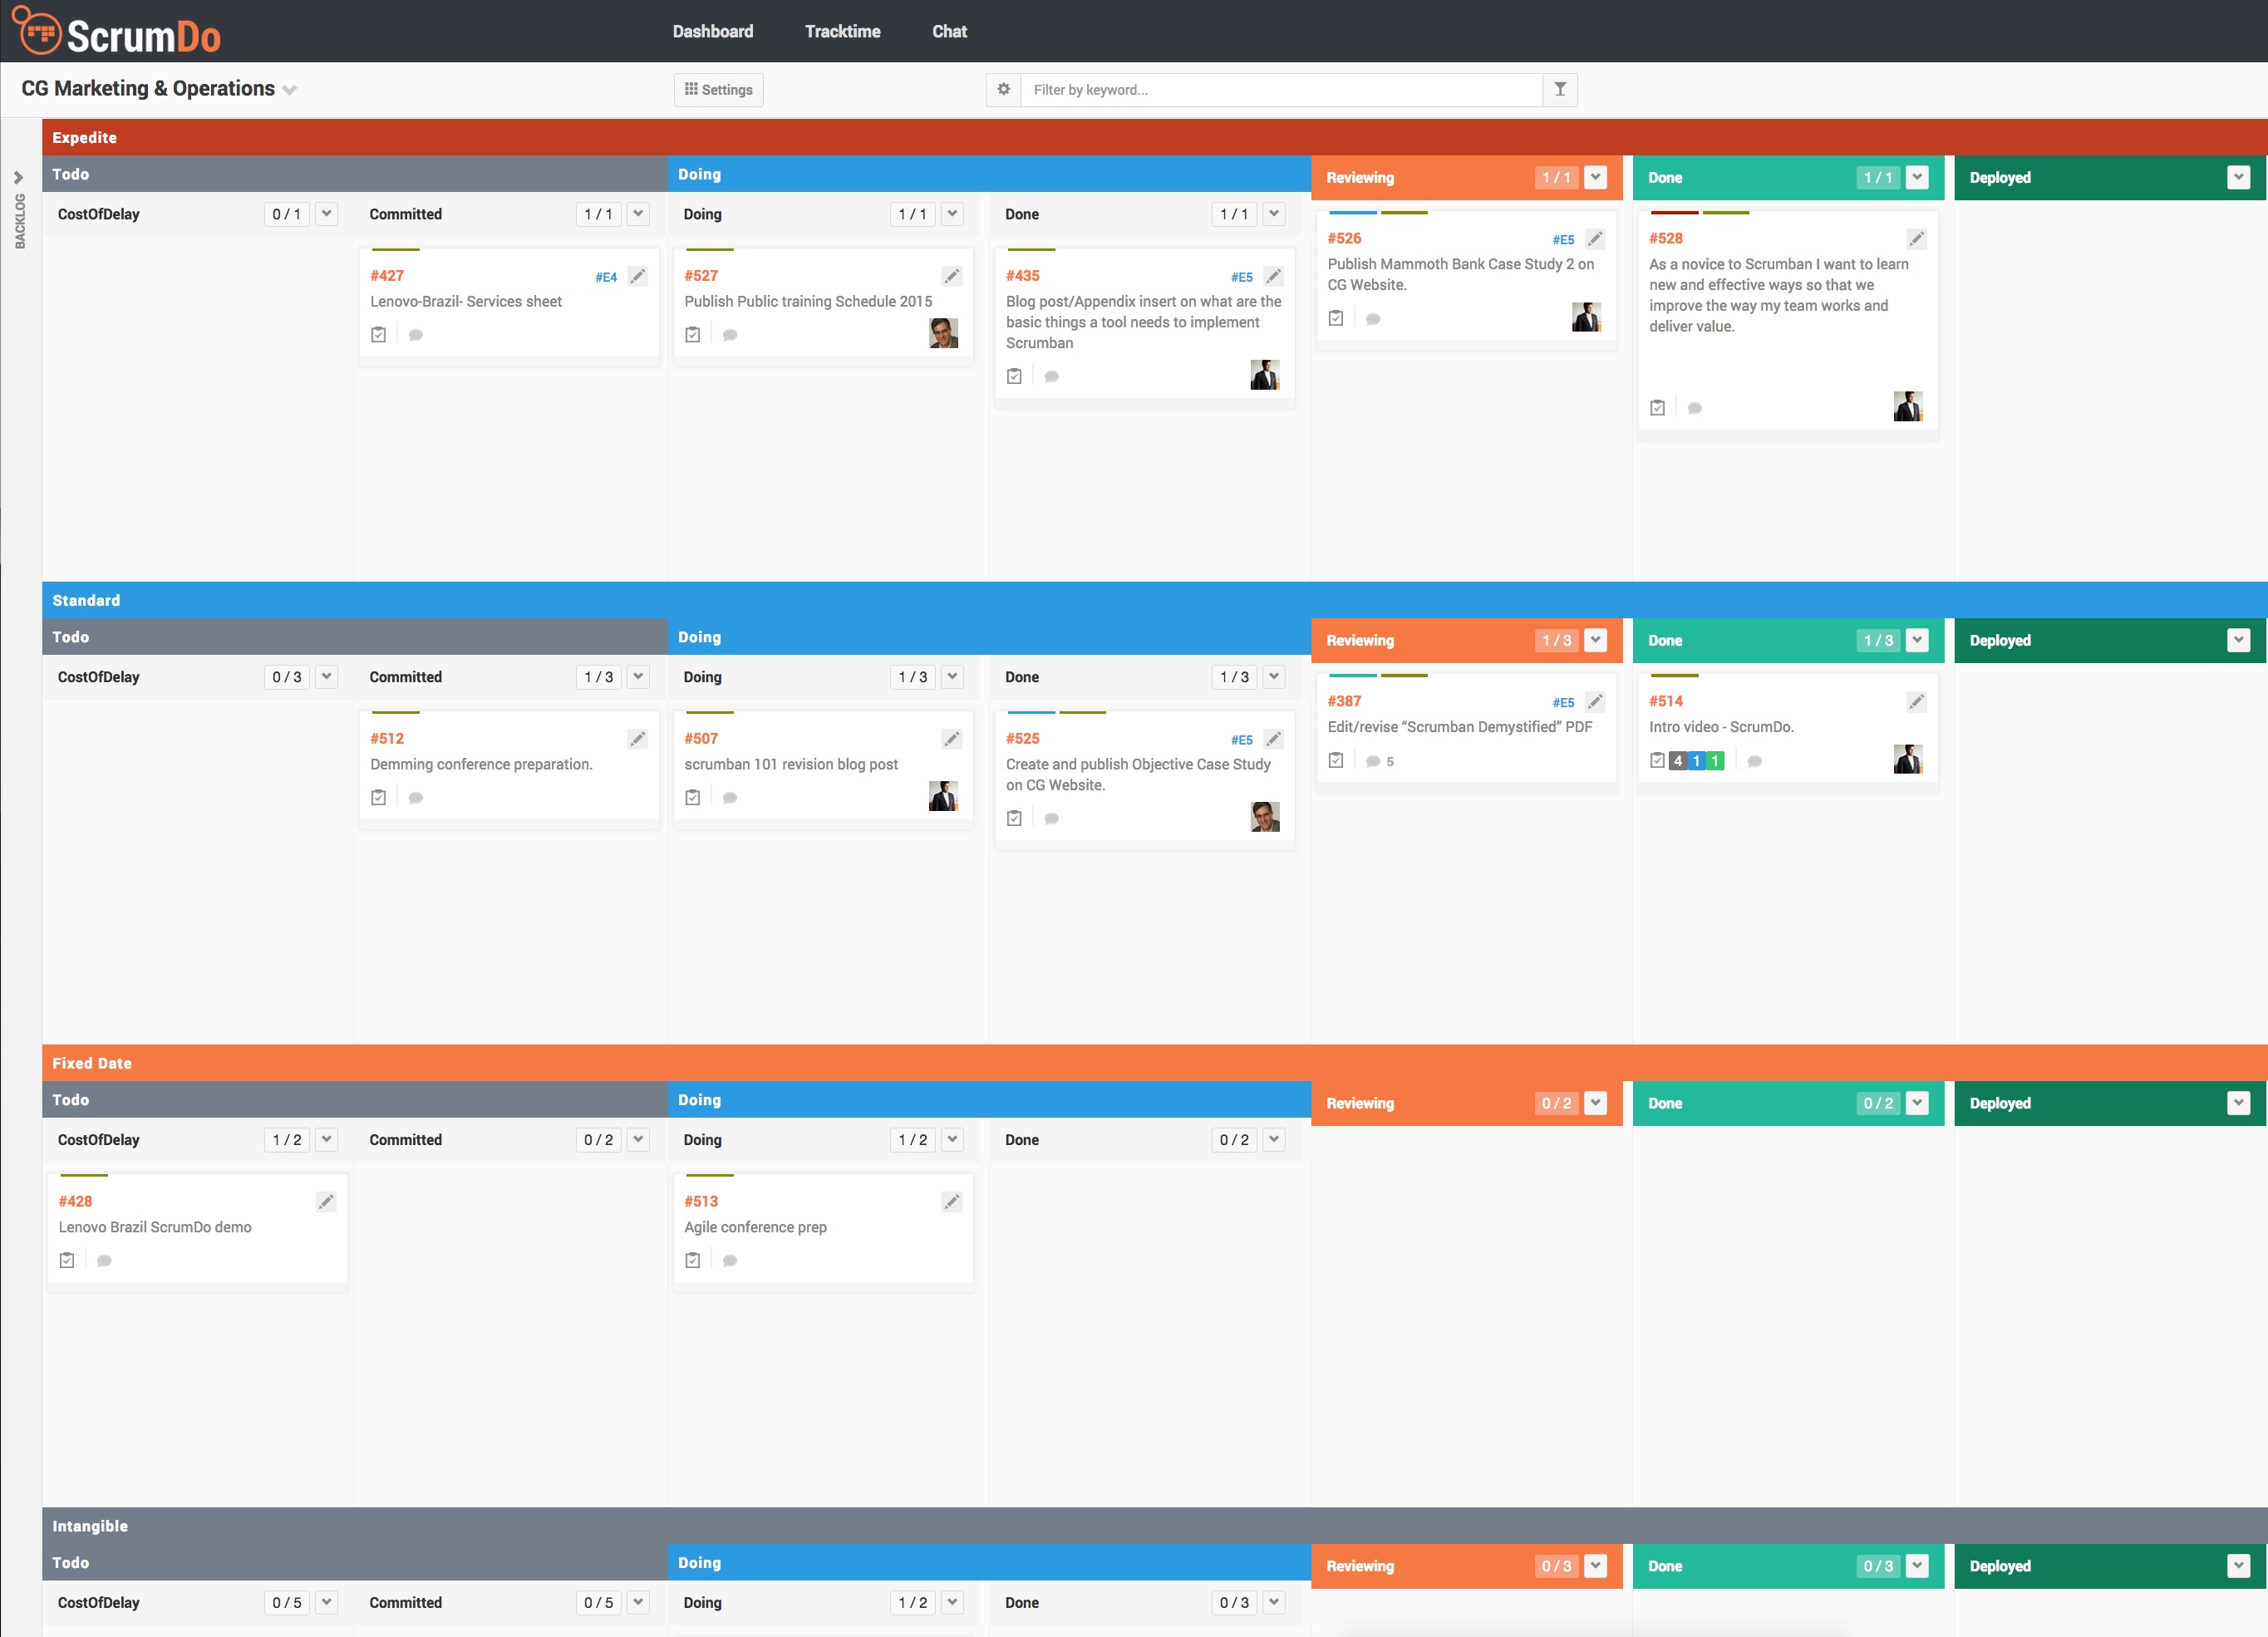 ScrumDo
Dashboard Tracktime Chat
CG Marketing & Operations
Settings
Filter by keyword...
BACKLOG
Expedite
Todo Doing Reviewing 1 / 1 Done 1 / 1 Deployed
CostOfDelay 0 / 1 Committed 1 / 1 Doing 1 / 1 Done 1 / 1
#427 #E4
Lenovo-Brazil- Services sheet
#527
Publish Public training Schedule 2015
#435 #E5
Blog post/Appendix insert on what are the
basic things a tool needs to implement
Scrumban
#526 #E5
Publish Mammoth Bank Case Study 2 on
CG Website.
#528
As a novice to Scrumban I want to learn
new and effective ways so that we
improve the way my team works and
deliver value.
Standard
Todo Doing Reviewing 1 / 3 Done 1 / 3 Deployed
CostOfDelay 0 / 3 Committed 1 / 3 Doing 1 / 3 Done 1 / 3
#512
Demming conference preparation.
#507
scrumban 101 revision blog post
#525 #E5
Create and publish Objective Case Study
on CG Website.
#387 #E5
Edit/revise “Scrumban Demystified” PDF
5
#514
Intro video - ScrumDo.
4 1 1
Fixed Date
Todo Doing Reviewing 0 / 2 Done 0 / 2 Deployed
CostOfDelay 1 / 2 Committed 0 / 2 Doing 1 / 2 Done 0 / 2
#428
Lenovo Brazil ScrumDo demo
#513
Agile conference prep
Intangible
Todo Doing Reviewing 0 / 3 Done 0 / 3 Deployed
CostOfDelay 0 / 5 Committed 0 / 5 Doing 1 / 2 Done 0 / 3